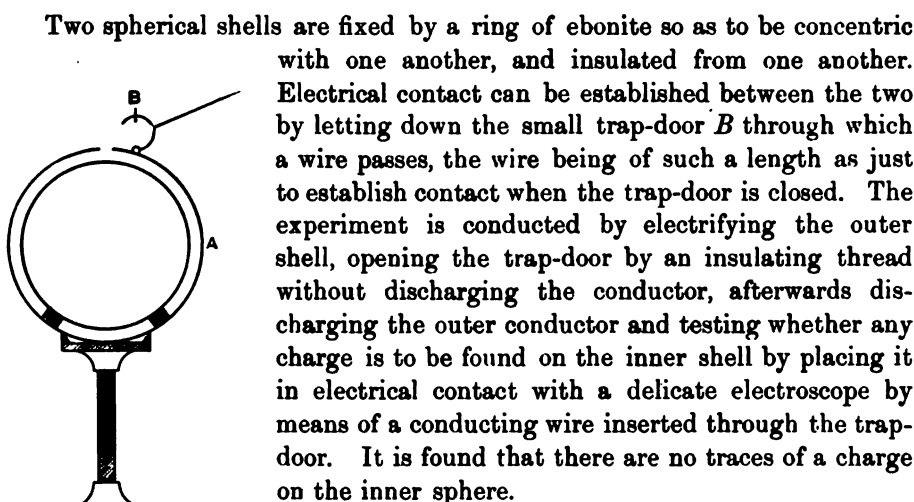 Two spherical shells are fixed by a ring of ebonite so as to be concentric
with one another, and insulated from one another.
Electrical contact can be established between the two
by letting down the small trap-door B through which
a wire passes, the wire being of such a length as just
to establish contact when the trap-door is closed. The
experiment is conducted by electrifying the outer
shell, opening the trap-door by an insulating thread
without discharging the conductor, afterwards dis-
charging the outer conductor and testing whether any
charge is to be found on the inner shell by placing it
in electrical contact with a delicate electroscope by
means of a conducting wire inserted through the trap-
door. It is found that there are no traces of a charge
on the inner sphere.
B
A